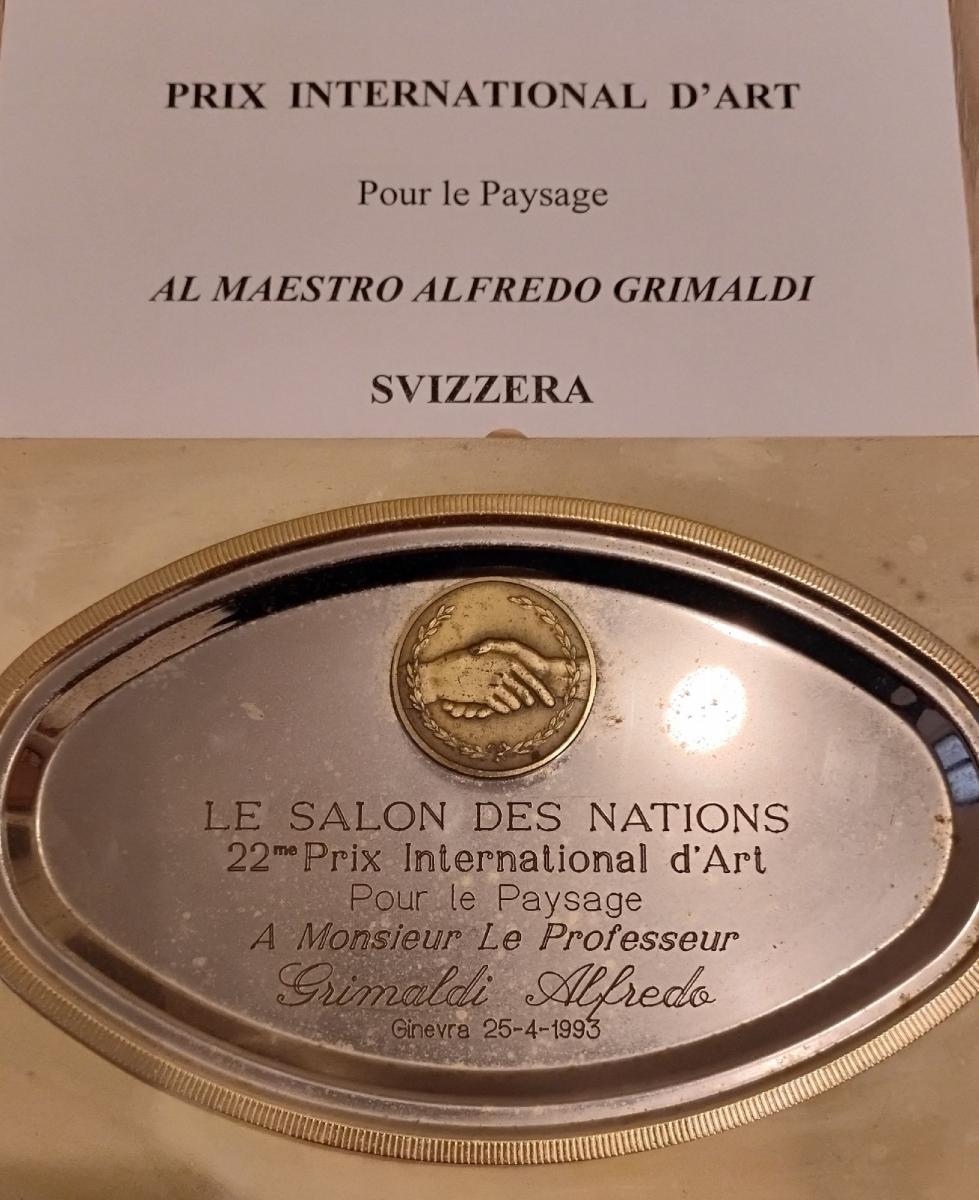 PRIX INTERNATIONAL D'ART
Pour le Paysage
AL MAESTRO ALFREDO GRIMALDI
SVIZZERA
LE SALON DES NATIONS
22me Prix International d'Art
Pour le Paysage
A Monsieur Le Professeur
Grimaldi Alfredo
Ginevra 25-4-1993